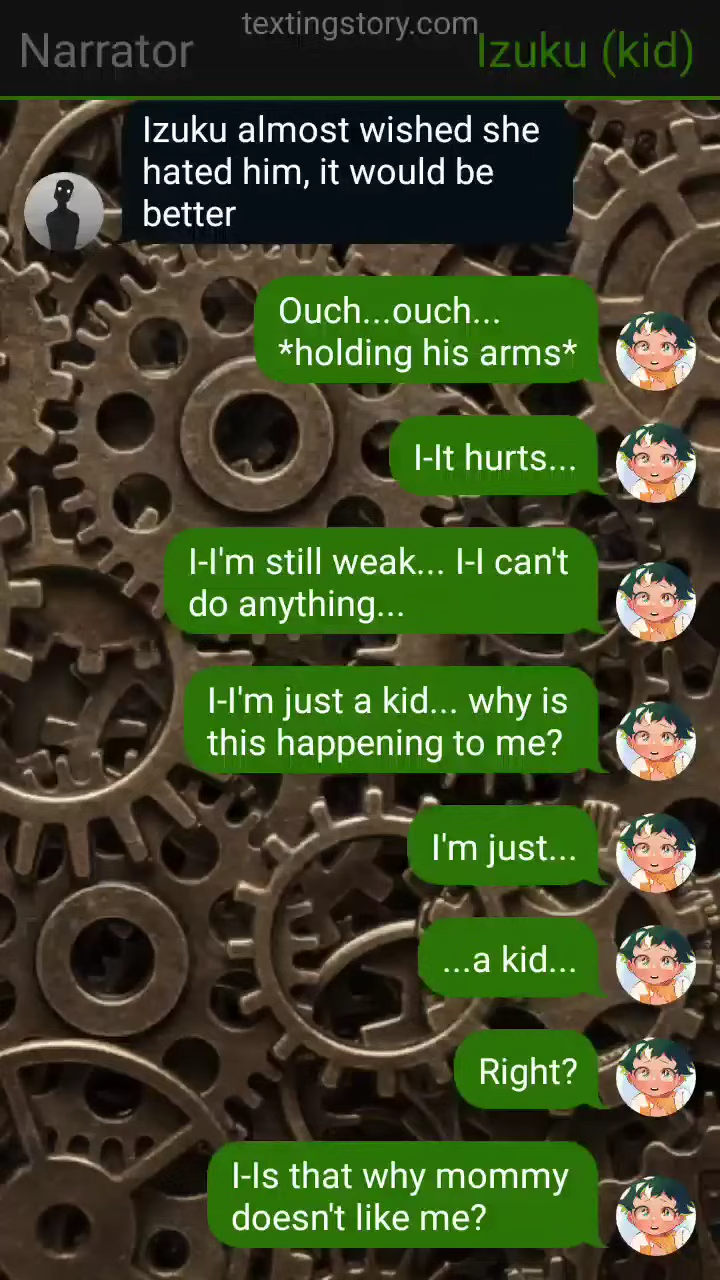 textingstory.com
Narrator
Izuku (kid)
Izuku almost wished she
hated him, it would be
better
Ouch...ouch...
*holding his arms*
I-It hurts...
I-I'm still weak... I-I can't
do anything...
I-I'm just a kid... why is
this happening to me?
I'm just...
...a kid...
Right?
I-Is that why mommy
doesn't like me?